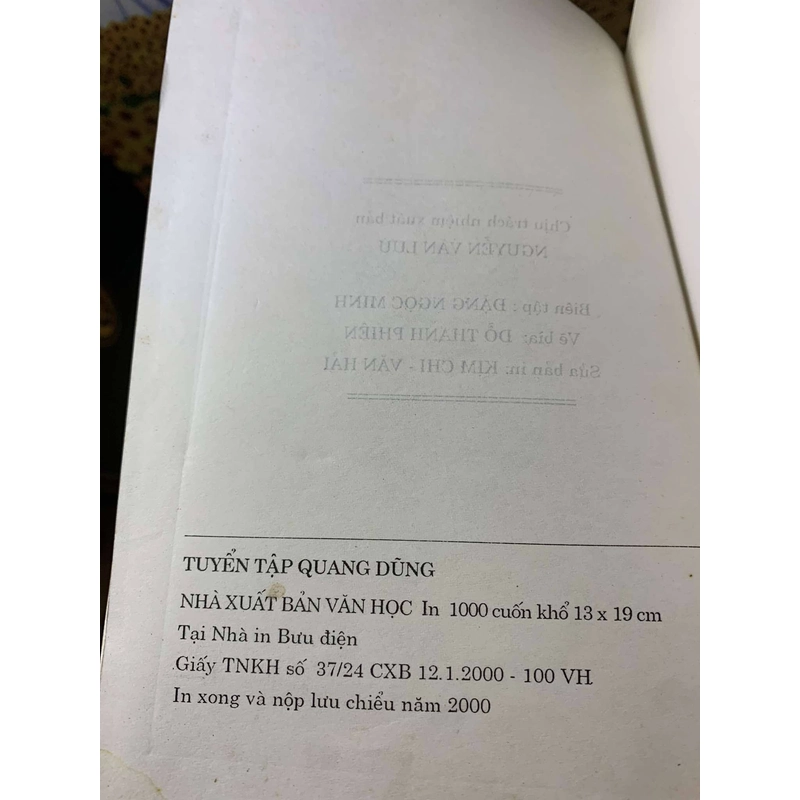 Chịu trách nhiệm xuất bản
NGUYỄN VĂN LƯU
Biên tập : ĐẶNG NGỌC MINH
Vẽ bìa: ĐỖ THANH PHIÊN
Sửa bản in: KIM CHI - VÂN HẢI
TUYỂN TẬP QUANG DŨNG
NHÀ XUẤT BẢN VĂN HỌC In 1000 cuốn khổ 13 x 19 cm
Tại Nhà in Bưu điện
Giấy TNKH số 37/24 CXB 12.1.2000 - 100 VH
In xong và nộp lưu chiểu năm 2000